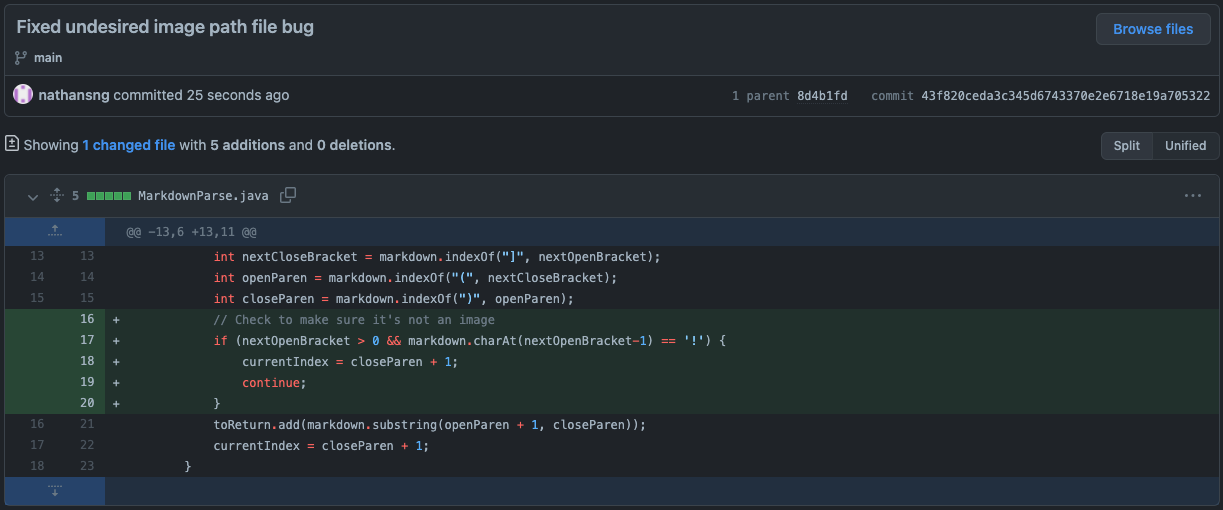 Fixed undesired image path file bug
Browse files
main
nathansng committed 25 seconds ago
1 parent 8d4b1fd commit 43f820ceda3c345d6743370e2e6718e19a705322
Showing 1 changed file with 5 additions and 0 deletions.
Split Unified
5 MarkdownParse.java
@@ -13,6 +13,11 @@
13 13 int nextCloseBracket = markdown.indexOf("]", nextOpenBracket);
14 14 int openParen = markdown.indexOf("(", nextCloseBracket);
15 15 int closeParen = markdown.indexOf(")", openParen);
16 + // Check to make sure it's not an image
17 + if (nextOpenBracket > 0 && markdown.charAt(nextOpenBracket-1) == '!') {
18 + currentIndex = closeParen + 1;
19 + continue;
20 + }
16 21 toReturn.add(markdown.substring(openParen + 1, closeParen));
17 22 currentIndex = closeParen + 1;
18 23 }